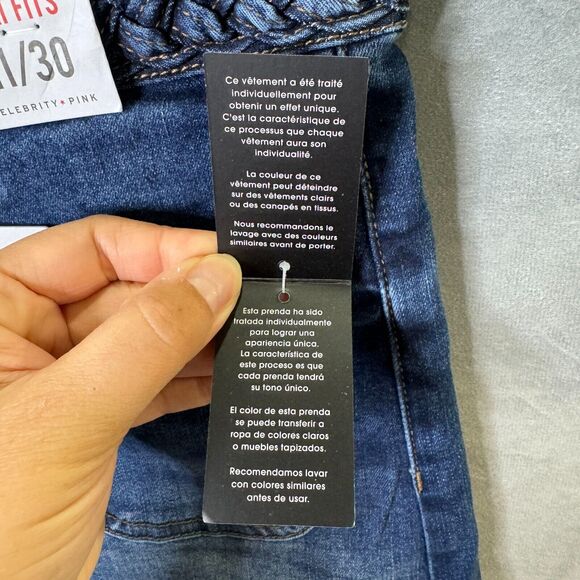 FITS
1/30
CELEBRITY★PINK
Ce vêtement a été traité
individuellement pour
obtenir un effet unique.
C'est la caractéristique de
ce processus que chaque
vêtement aura son
individualité.
La couleur de ce
vêtement peut déteindre
sur des vêtements clairs
ou des canapés en tissus.
Nous recommandons le
lavage avec des couleurs
similaires avant de porter.
Esta prenda ha sido
tratada individualmente
para lograr una
apariencia única.
La característica de
este proceso es que
cada prenda tendrá
su tono único.
El color de esta prenda
se puede transferir a
ropa de colores claros
o muebles tapizados.
Recomendamos lavar
con colores similares
antes de usar.